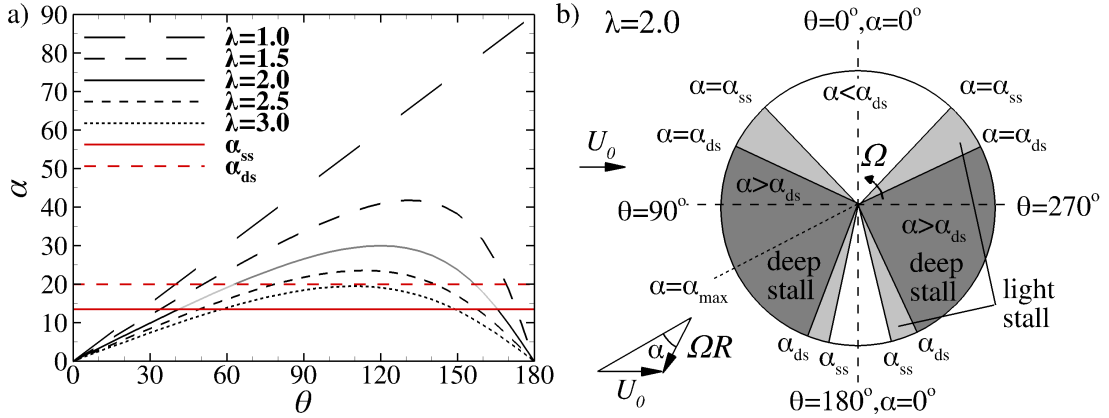 a)
90
80
70
60
50
40
30
20
10
0
α
λ=1.0
λ=1.5
λ=2.0
λ=2.5
λ=3.0
αss
αds
0 30 60 90 120 150 180
θ
b)
λ=2.0
θ=0°,α=0°
α=αss
α<αds
α=αss
α=αds
α=αds
U0
Ω
α>αds
θ=90°
θ=270°
α>αds
deep
stall
deep
stall
α=αmax
light
stall
α
ΩR
U0
αds
αss
αss
αds
θ=180°,α=0°